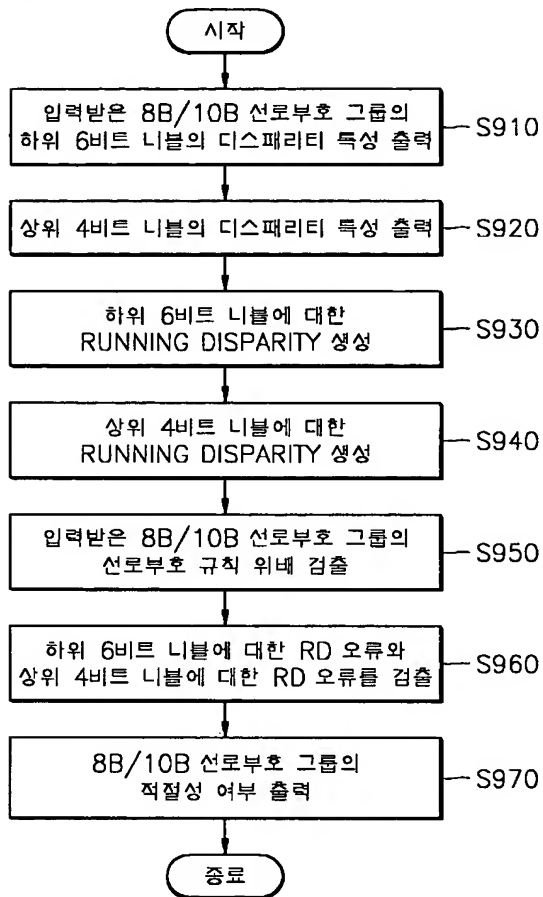 시작
입력받은 8B/10B 선로부호 그룹의
하위 6비트 니블의 디스패리티 특성 출력
S910
상위 4비트 니블의 디스패리티 특성 출력
S920
하위 6비트 니블에 대한
RUNNING DISPARITY 생성
S930
상위 4비트 니블에 대한
RUNNING DISPARITY 생성
S940
입력받은 8B/10B 선로부호 그룹의
선로부호 규칙 위배 검출
S950
하위 6비트 니블에 대한 RD 오류와
상위 4비트 니블에 대한 RD 오류를 검출
S960
8B/10B 선로부호 그룹의
적절성 여부 출력
S970
종료